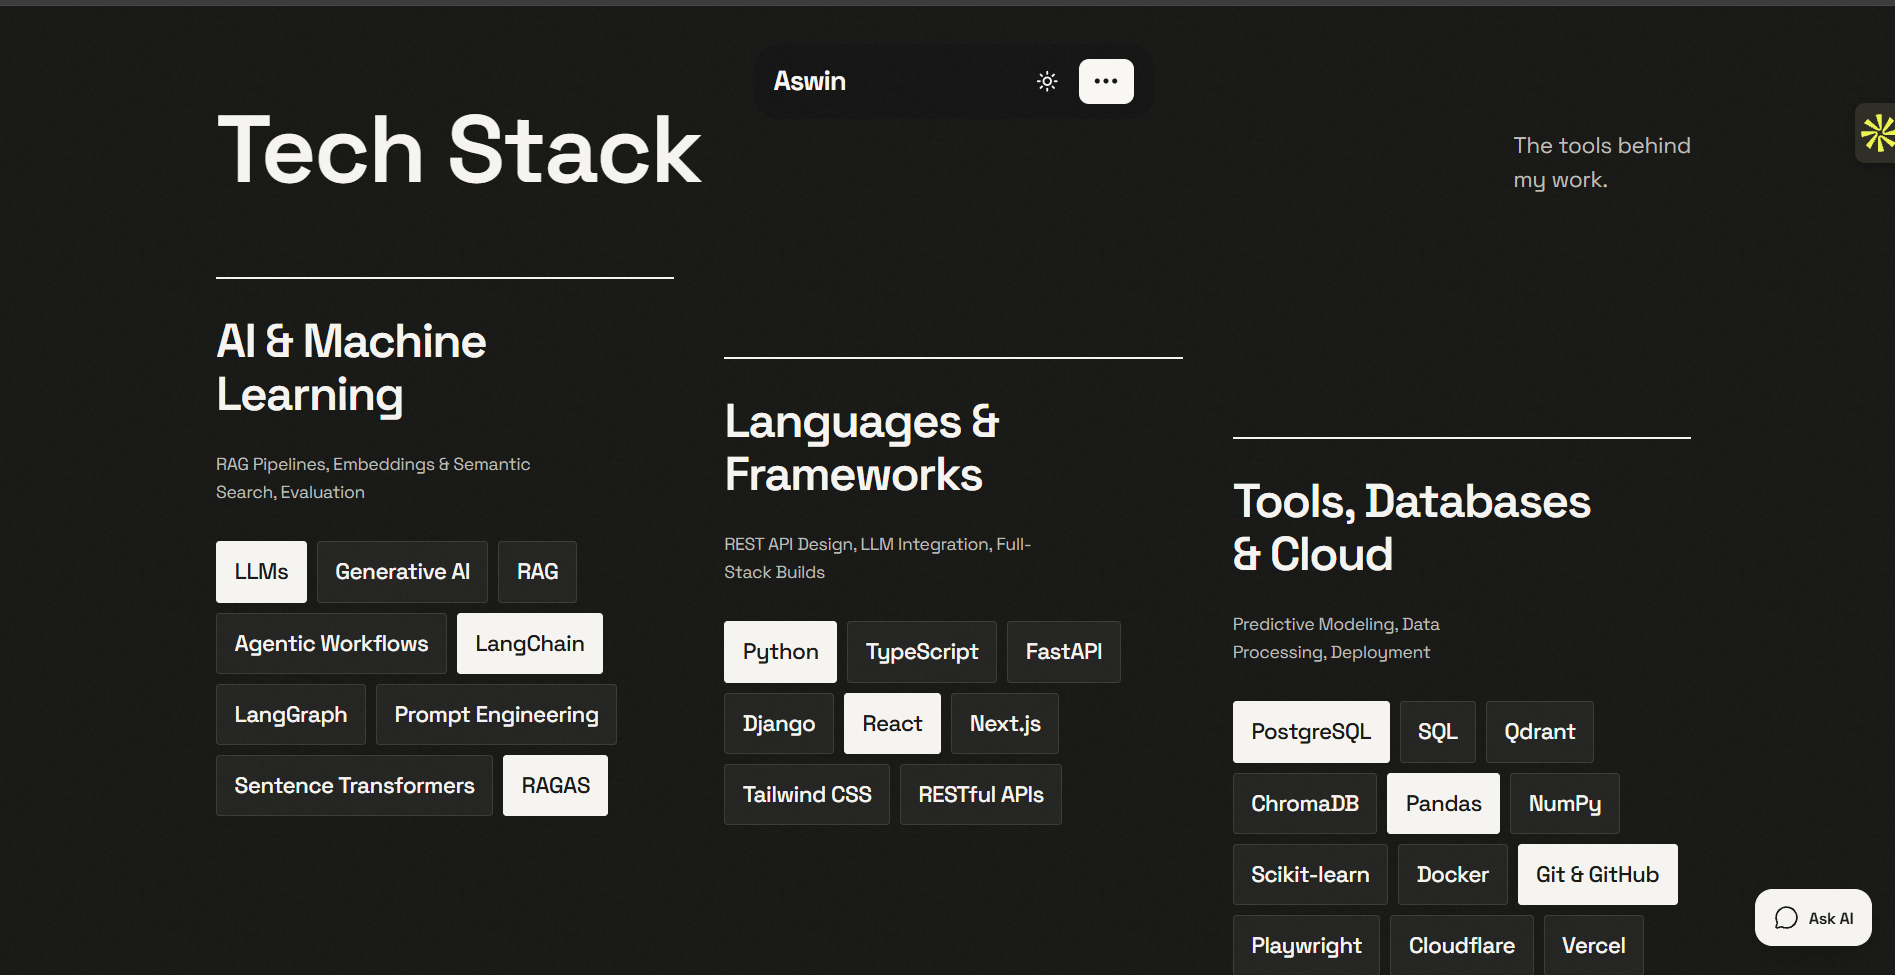 Aswin
Tech Stack
The tools behind
my work.
AI & Machine
Learning
RAG Pipelines, Embeddings & Semantic
Search, Evaluation
LLMs Generative AI RAG
Agentic Workflows LangChain
LangGraph Prompt Engineering
Sentence Transformers RAGAS
Languages &
Frameworks
REST API Design, LLM Integration, Full-
Stack Builds
Python TypeScript FastAPI
Django React Next.js
Tailwind CSS RESTful APIs
Tools, Databases
& Cloud
Predictive Modeling, Data
Processing, Deployment
PostgreSQL SQL Qdrant
ChromaDB Pandas NumPy
Scikit-learn Docker Git & GitHub
Playwright Cloudflare Vercel
Ask AI